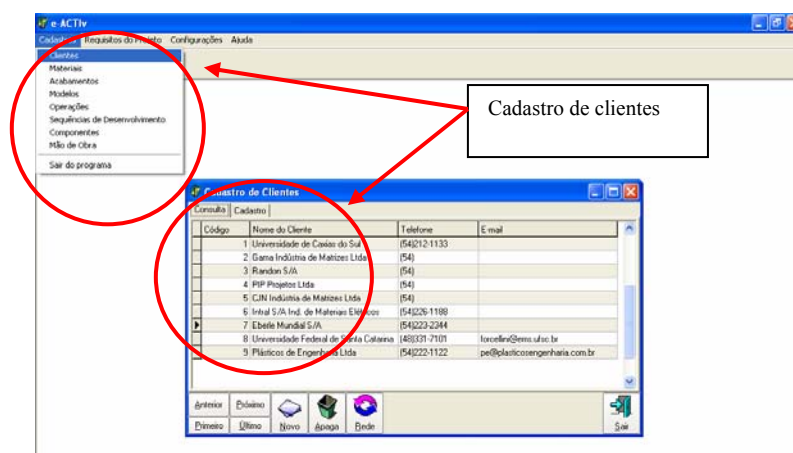 e-ACTiv
Cadastros Requisitos do Projeto Configurações Ajuda
Clientes
Materiais
Acabamentos
Modelos
Operações
Sequências de Desenvolvimento
Componentes
Mão de Obra
Sair do programa
Cadastro de clientes
Cadastro de Clientes
Consulta Cadastro
Código Nome do Cliente Telefone E-mail
1 Universidade de Caxias do Sul (54)212-1133
2 Gama Indústria de Matrizes Ltda (54)
3 Randon S/A (54)
4 PIP Projetos Ltda (54)
5 CJN Indústria de Matrizes Ltda (54)
6 Intral S/A Ind. de Materiais Elétricos (54)226-1188
7 Eberle Mundial S/A (54)223-2344
8 Universidade Federal de Santa Catarina (48)331-7101 forcellini@emc.ufsc.br
9 Plásticos de Engenharia Ltda (54)222-1122 pe@plasticosengenharia.com.br
Anterior Próximo
Primeiro Último Novo Apaga Rede Sair